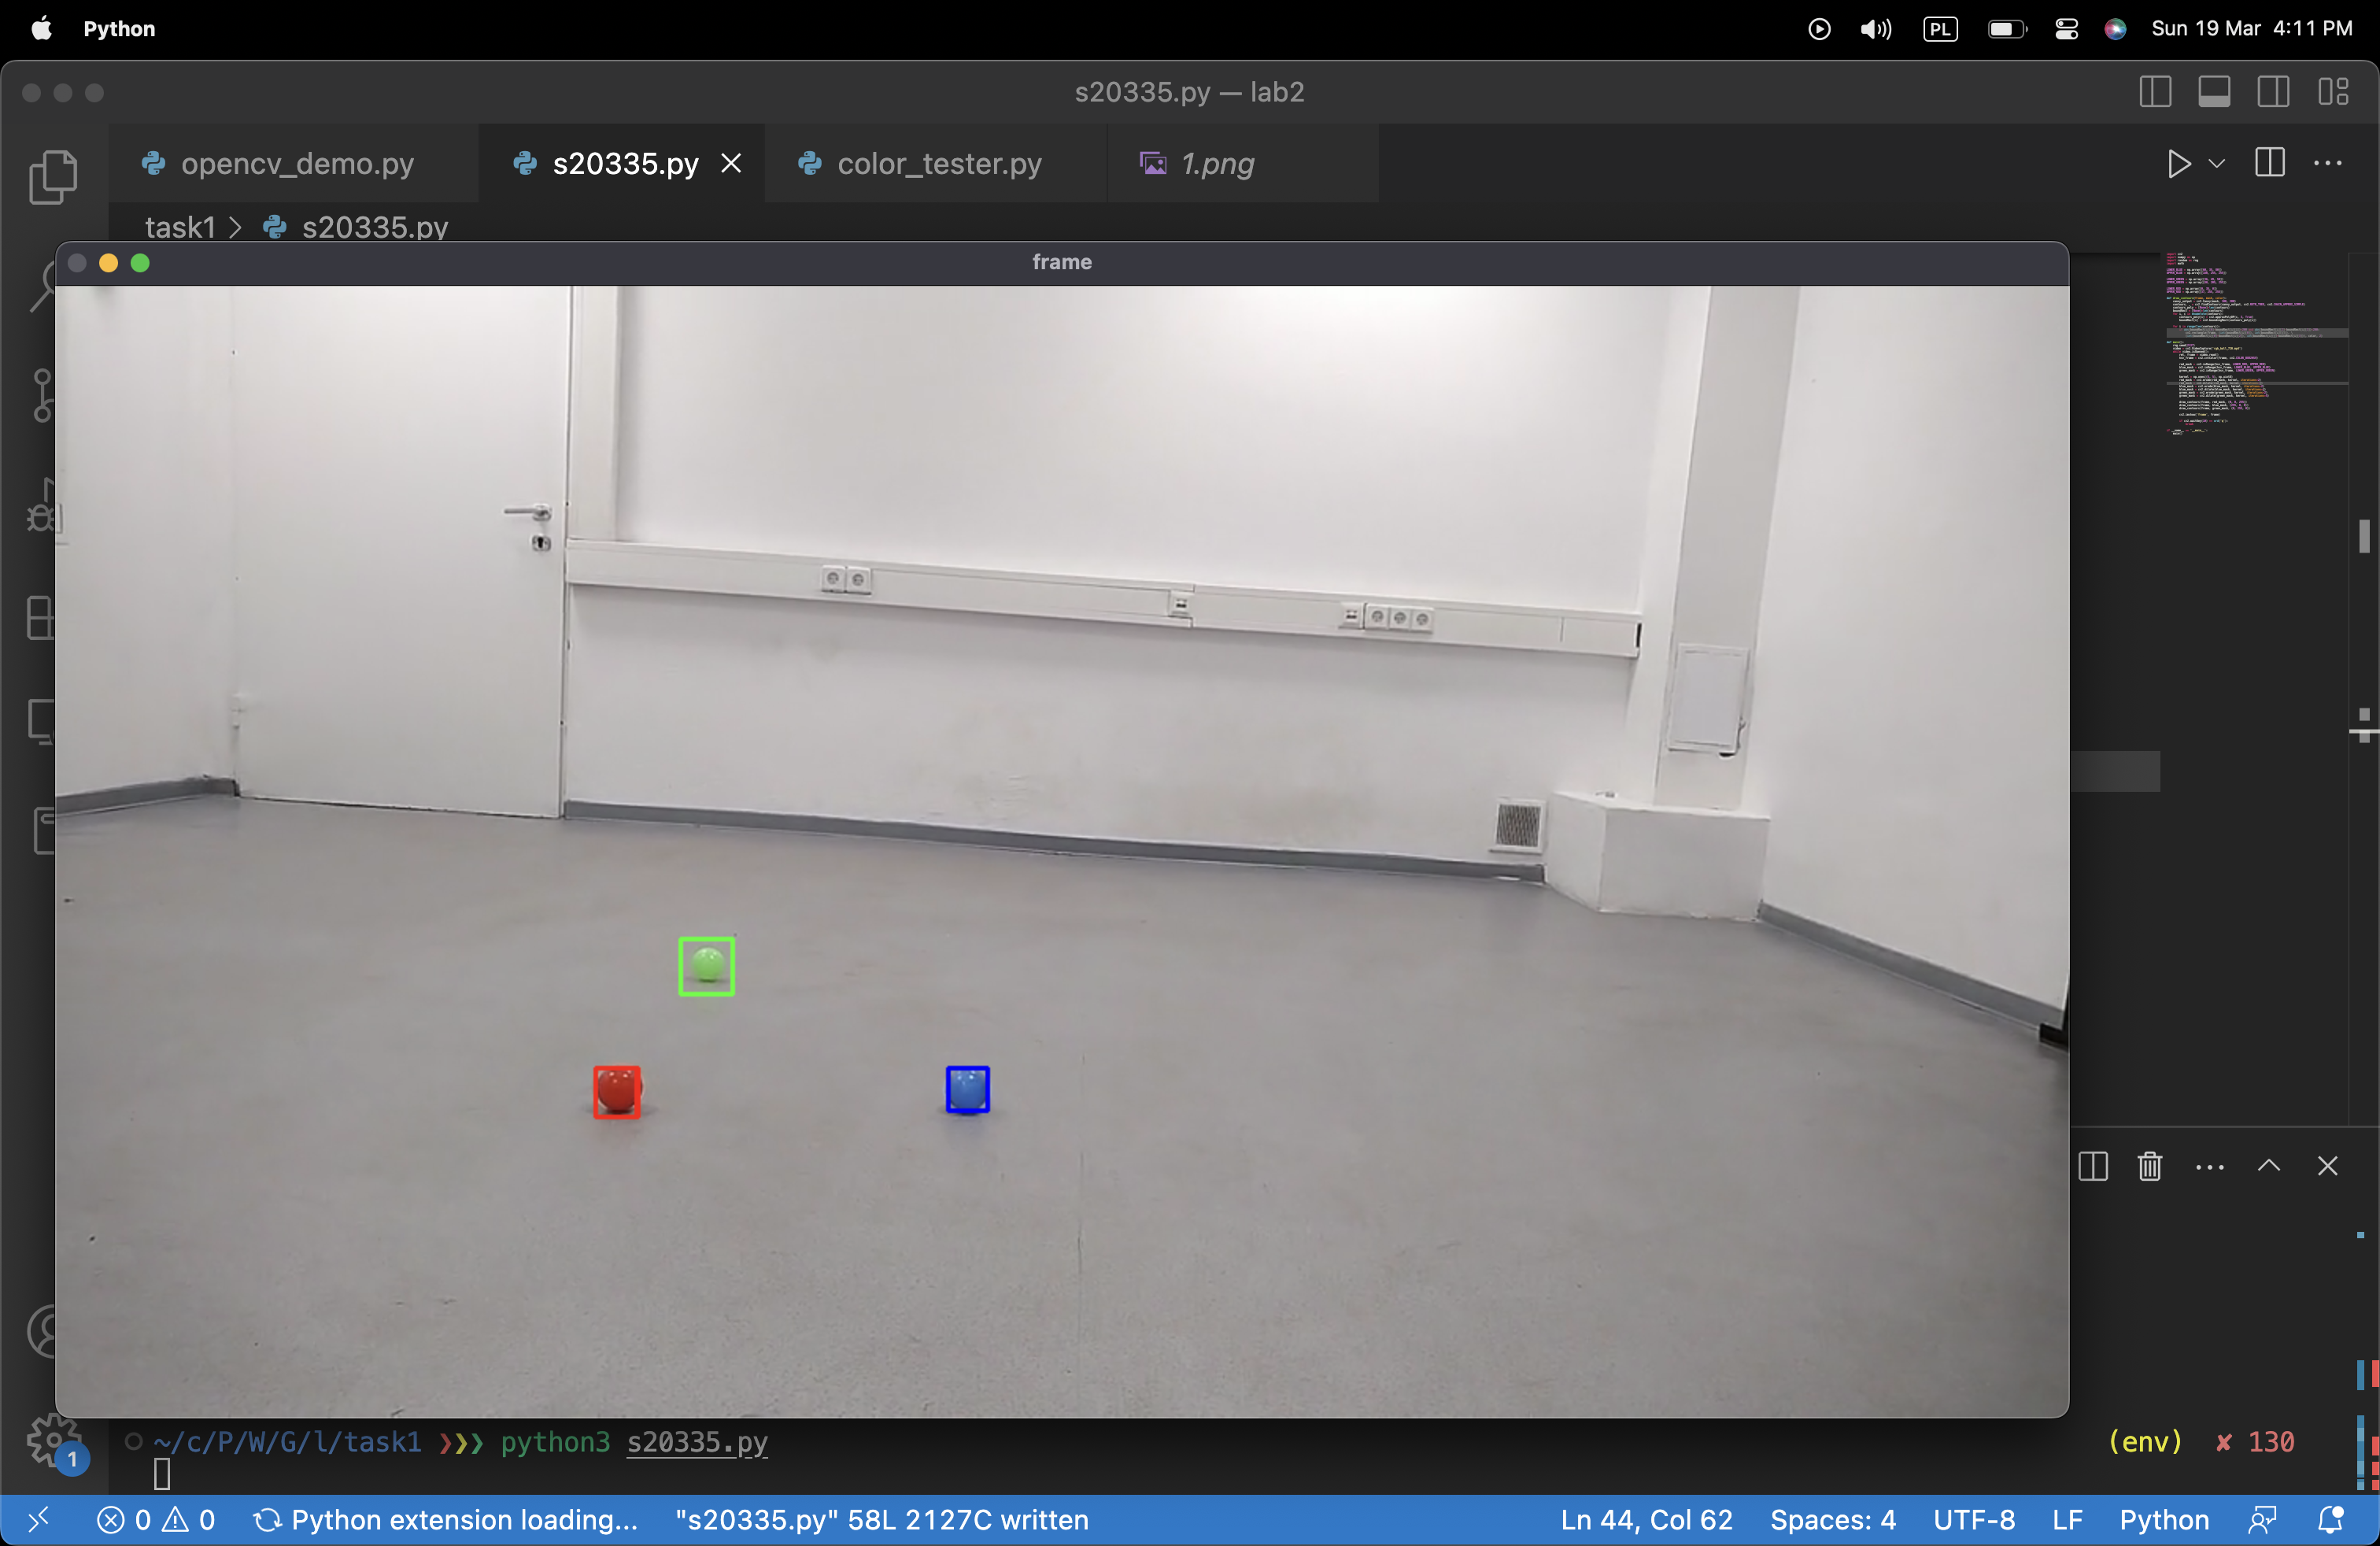 Python
PL
Sun 19 Mar 4:11 PM
s20335.py — lab2
opencv_demo.py
s20335.py
color_tester.py
1.png
task1 > s20335.py
frame
~/c/P/W/G/l/task1 ❯❯❯ python3 s20335.py
(env) ✘ 130
1
0 0 Python extension loading... "s20335.py" 58L 2127C written Ln 44, Col 62 Spaces: 4 UTF-8 LF Python